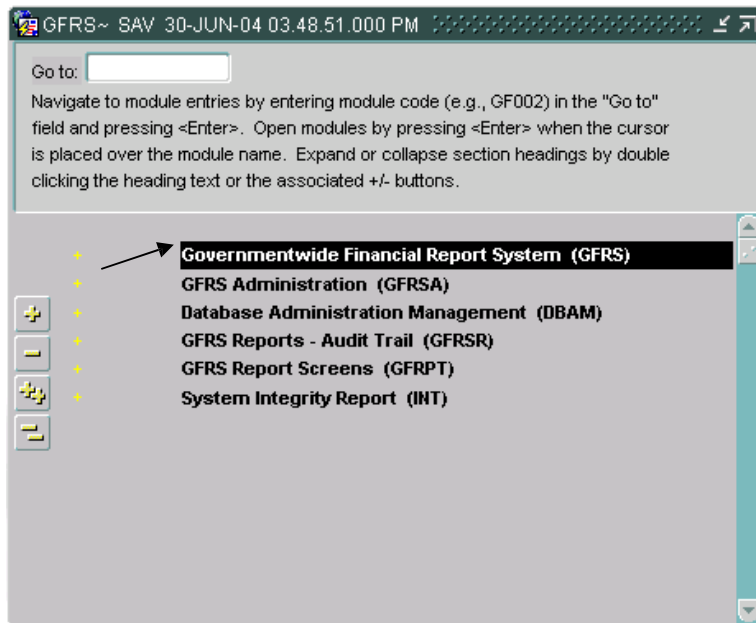 GFRS~ SAV 30-JUN-04 03.48.51.000 PM
Go to:
Navigate to module entries by entering module code (e.g., GF002) in the "Go to"
field and pressing <Enter>. Open modules by pressing <Enter> when the cursor
is placed over the module name. Expand or collapse section headings by double
clicking the heading text or the associated +/- buttons.
+ Governmentwide Financial Report System (GFRS)
+ GFRS Administration (GFRSA)
+ Database Administration Management (DBAM)
+ GFRS Reports - Audit Trail (GFRSR)
+ GFRS Report Screens (GFRPT)
+ System Integrity Report (INT)